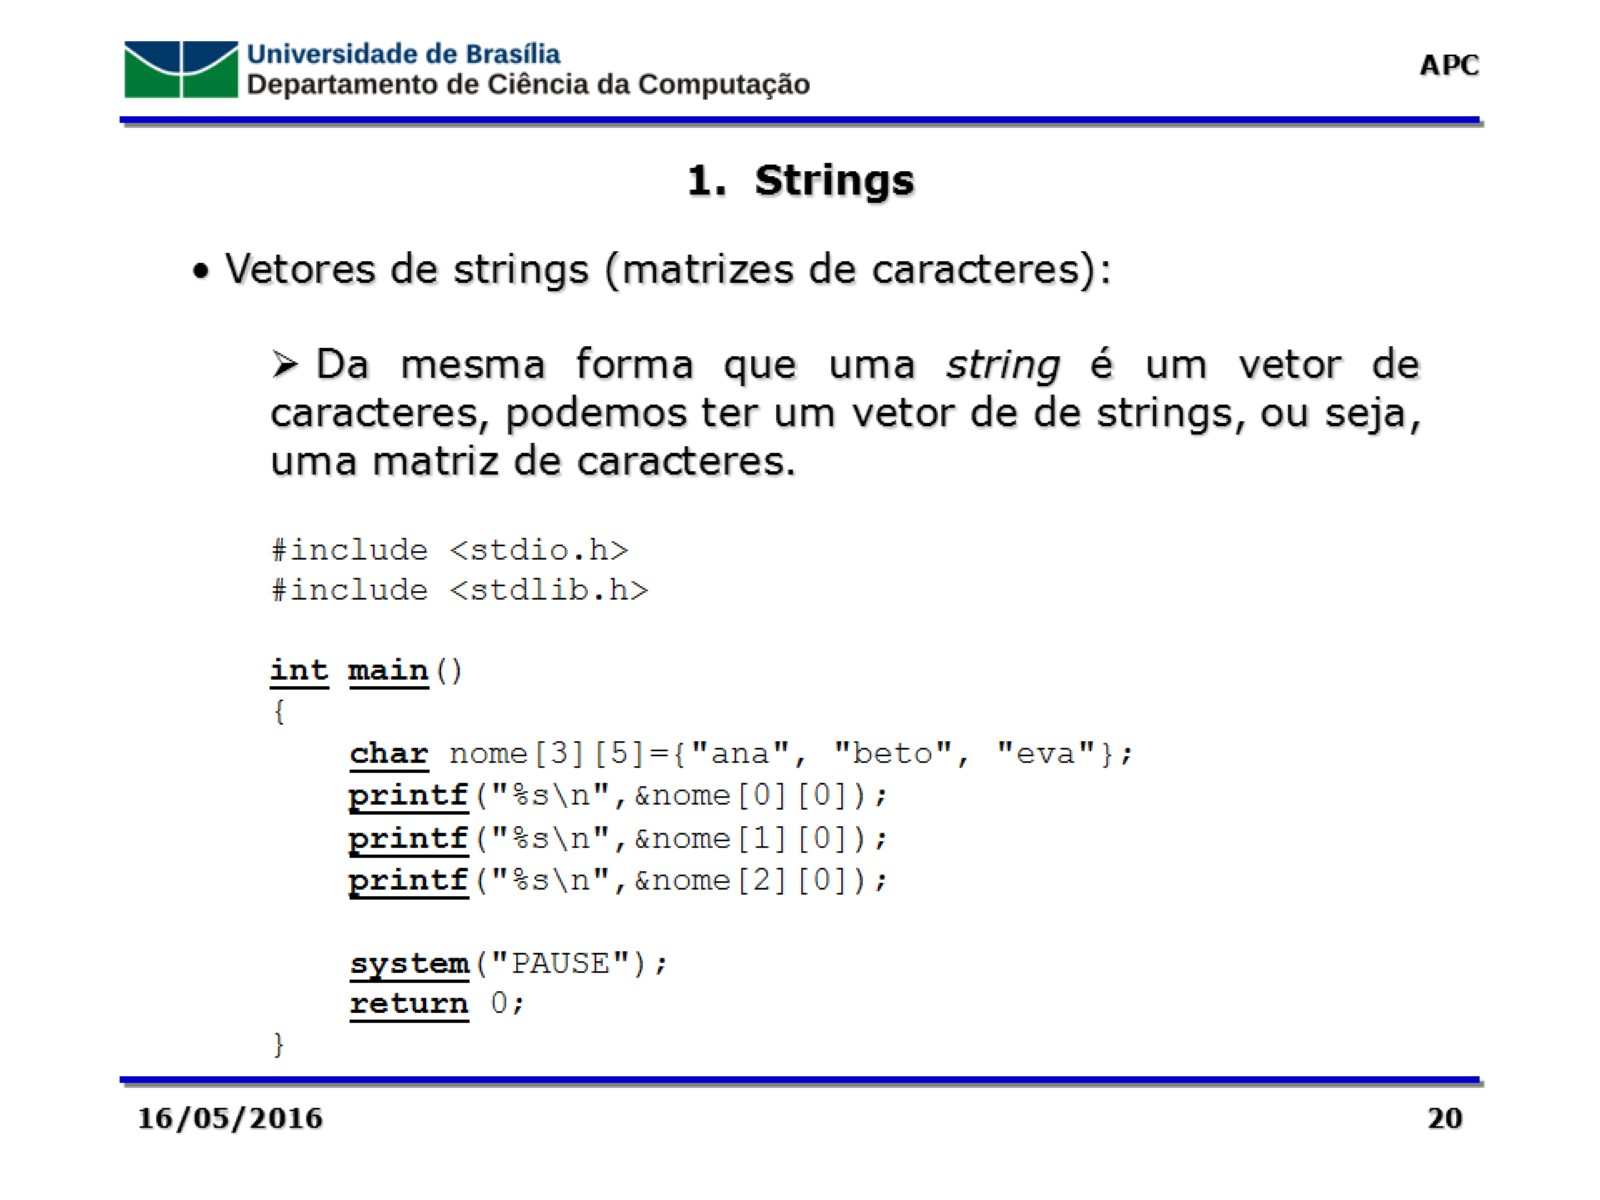 Universidade de Brasília
Departamento de Ciência da Computação
APC
1. Strings
• Vetores de strings (matrizes de caracteres):
➢ Da mesma forma que uma string é um vetor de
caracteres, podemos ter um vetor de de strings, ou seja,
uma matriz de caracteres.
#include <stdio.h>
#include <stdlib.h>
int main()
{
char nome[3][5]={"ana", "beto", "eva"};
printf("%s\n",&nome[0][0]);
printf("%s\n",&nome[1][0]);
printf("%s\n",&nome[2][0]);
system("PAUSE");
return 0;
}
16/05/2016
20